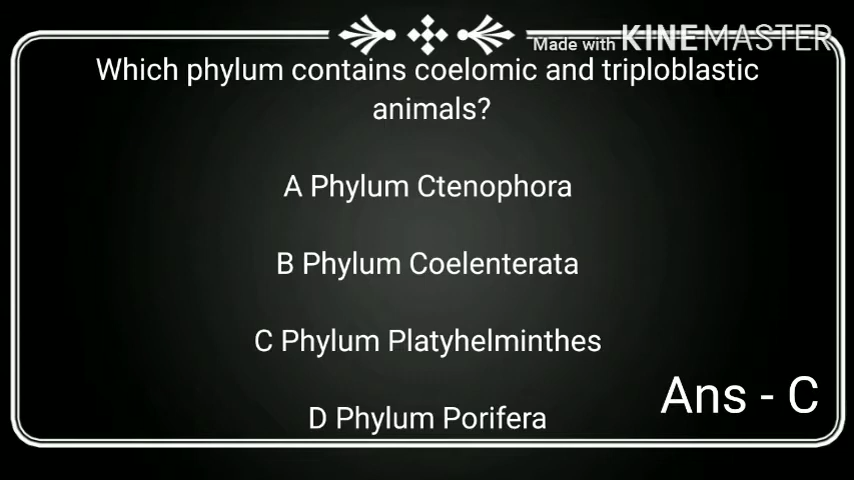 Made with KINEMASTER
Which phylum contains coelomic and triploblastic
animals?
A Phylum Ctenophora
B Phylum Coelenterata
C Phylum Platyhelminthes
D Phylum Porifera
Ans - C